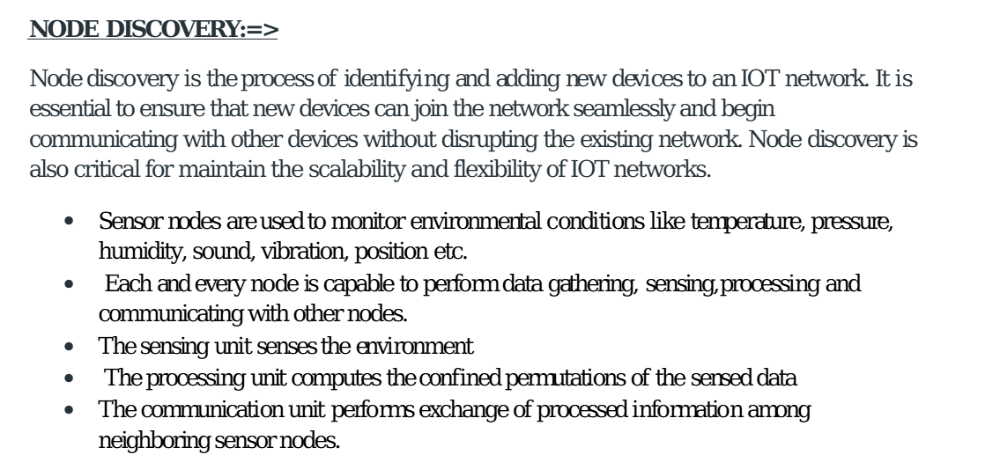 NODE DISCOVERY:=>
Node discovery is the process of identifying and adding new devices to an IOT network. It is
essential to ensure that new devices can join the network seamlessly and begin
communicating with other devices without disrupting the existing network. Node discovery is
also critical for maintain the scalability and flexibility of IOT networks.
• Sensor nodes are used to monitor environmental conditions like temperature, pressure,
humidity, sound, vibration, position etc.
• Each and every node is capable to perform data gathering, sensing, processing and
communicating with other nodes.
• The sensing unit senses the environment
• The processing unit computes the confined permutations of the sensed data
• The communication unit performs exchange of processed information among
neighboring sensor nodes.